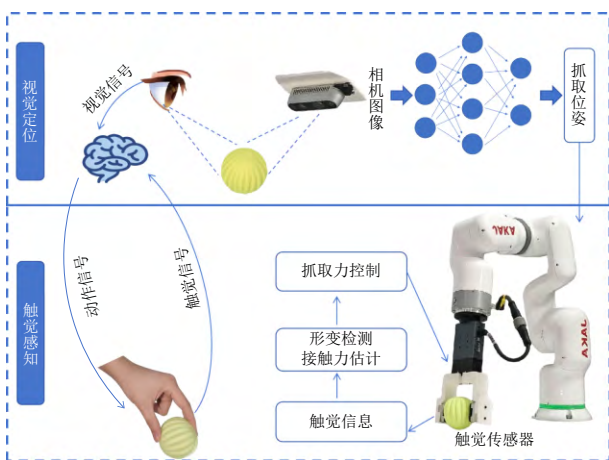 视觉定位
视觉信号
相机图像
抓取位姿
触觉感知
动作信号
触觉信号
抓取力控制
形变检测
接触力估计
触觉信息
触觉传感器
JAKA
JAKA